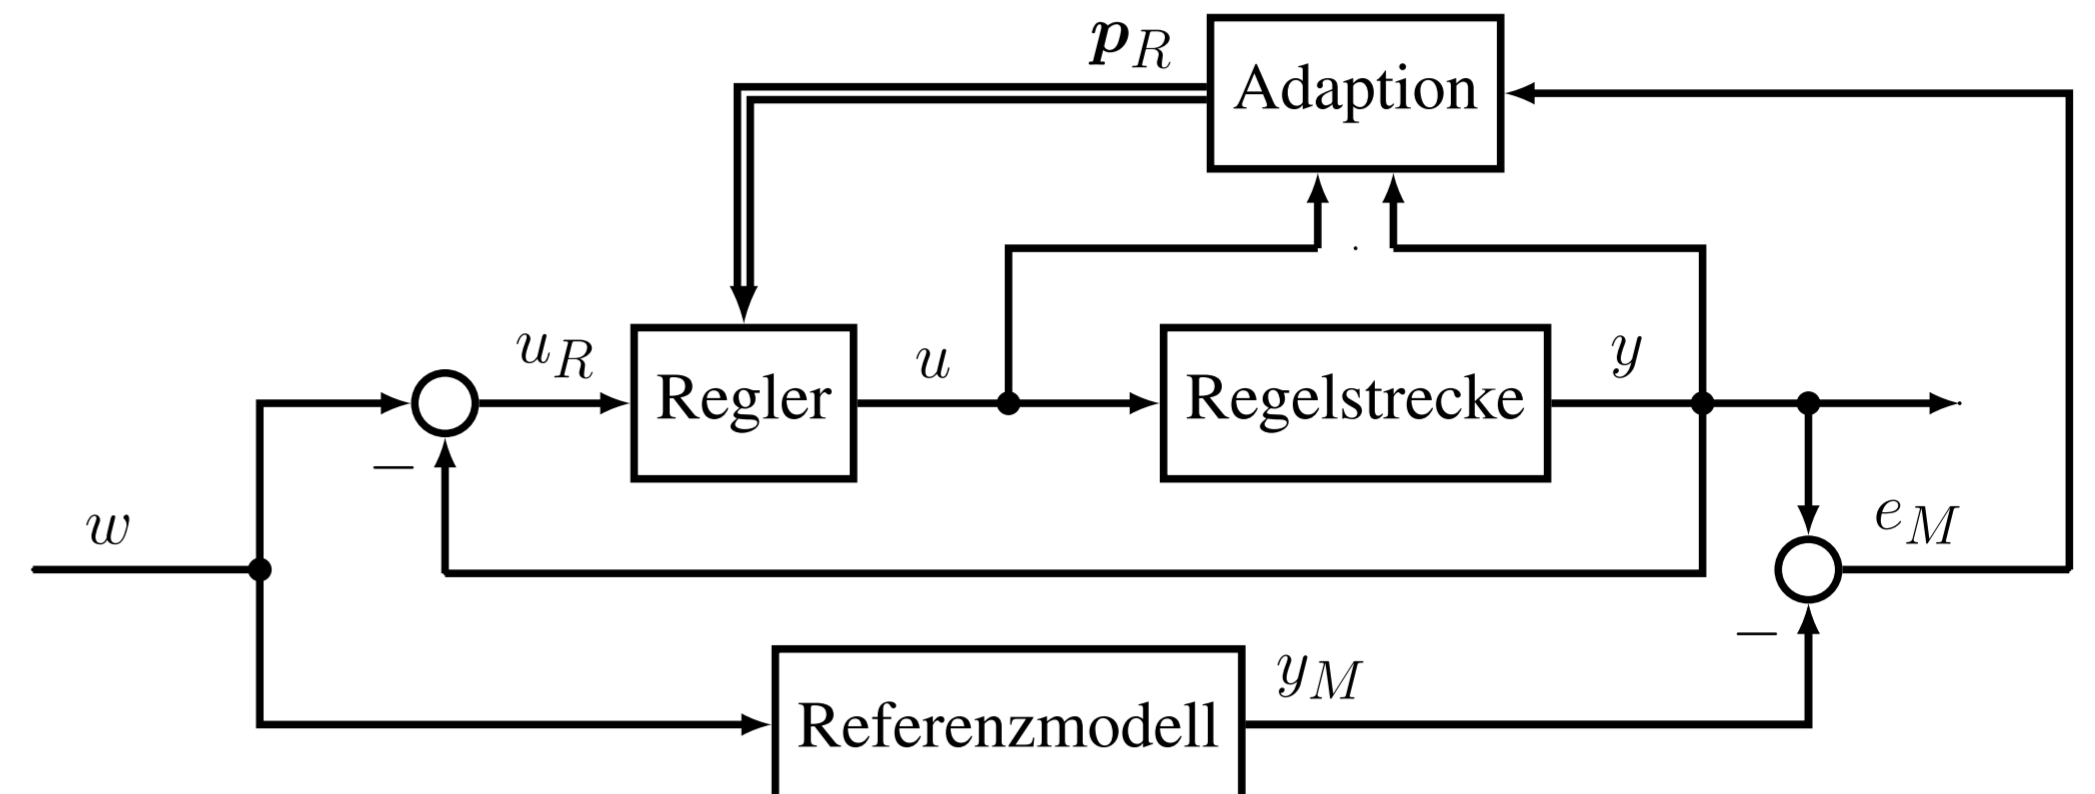 p_R
Adaption
u_R
Regler
u
Regelstrecke
y
−
w
e_M
−
y_M
Referenzmodell